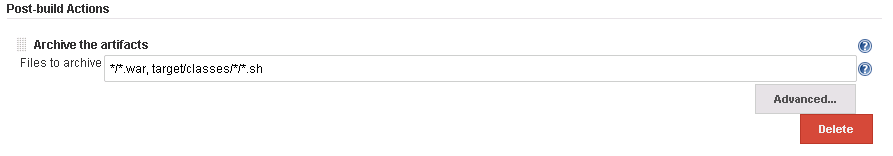 Post-build Actions
Archive the artifacts
Files to archive */*.war, target/classes/*/*.sh
Advanced...
Delete